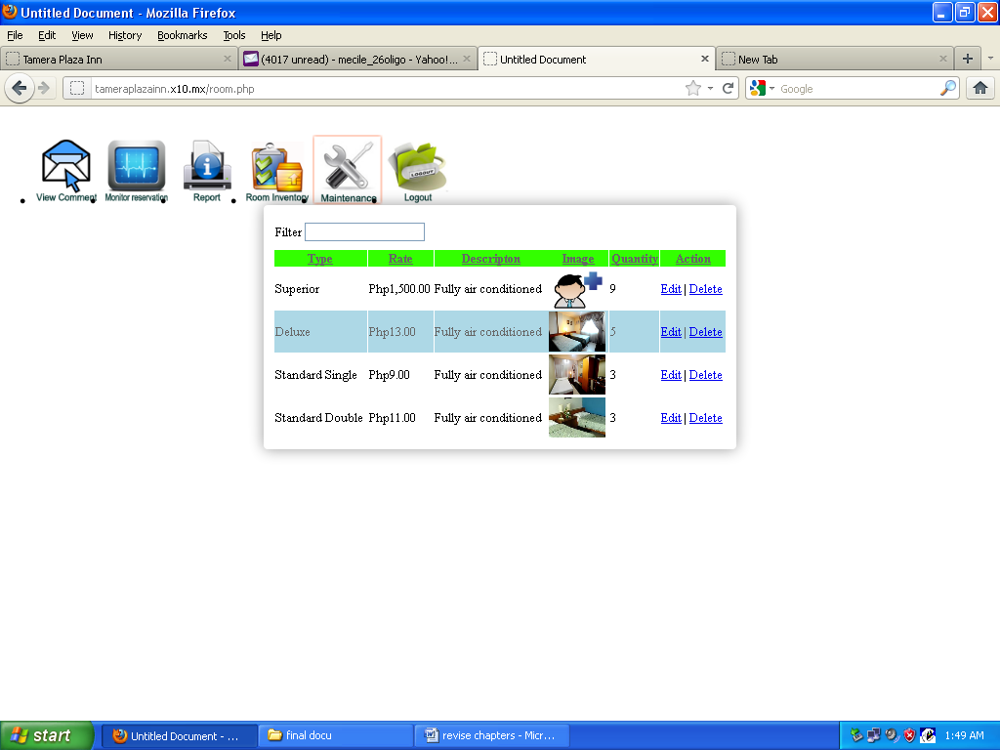 Untitled Document - Mozilla Firefox
File Edit View History Bookmarks Tools Help
Tamera Plaza Inn (4017 unread) - mecile_26oligo - Yahoo!... Untitled Document New Tab
tameraplazainn.x10.mx/room.php Google
LOGOUT
View Comment Monitor reservation Report Room Inventory Maintenance Logout
Filter
Type Rate Descripton Image Quantity Action
Superior Php1,500.00 Fully air conditioned 9 Edit | Delete
Deluxe Php13.00 Fully air conditioned 5 Edit | Delete
Standard Single Php9.00 Fully air conditioned 3 Edit | Delete
Standard Double Php11.00 Fully air conditioned 3 Edit | Delete
start Untitled Document - ... final docu revise chapters - Micr... 1:49 AM